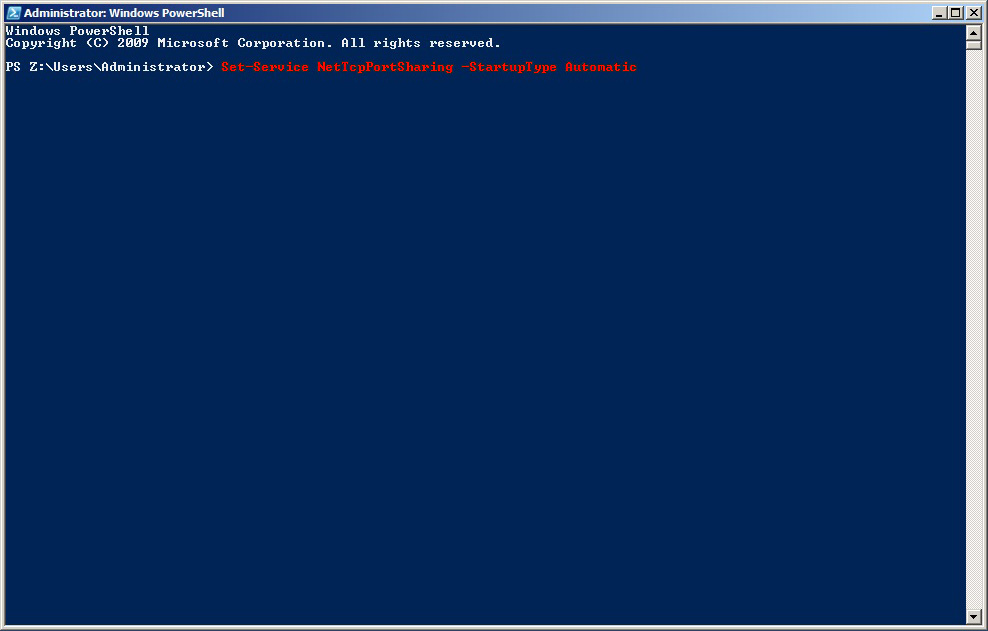 Administrator: Windows PowerShell
Windows PowerShell
Copyright (C) 2009 Microsoft Corporation. All rights reserved.
PS Z:\Users\Administrator> Set-Service NetTcpPortSharing -StartupType Automatic